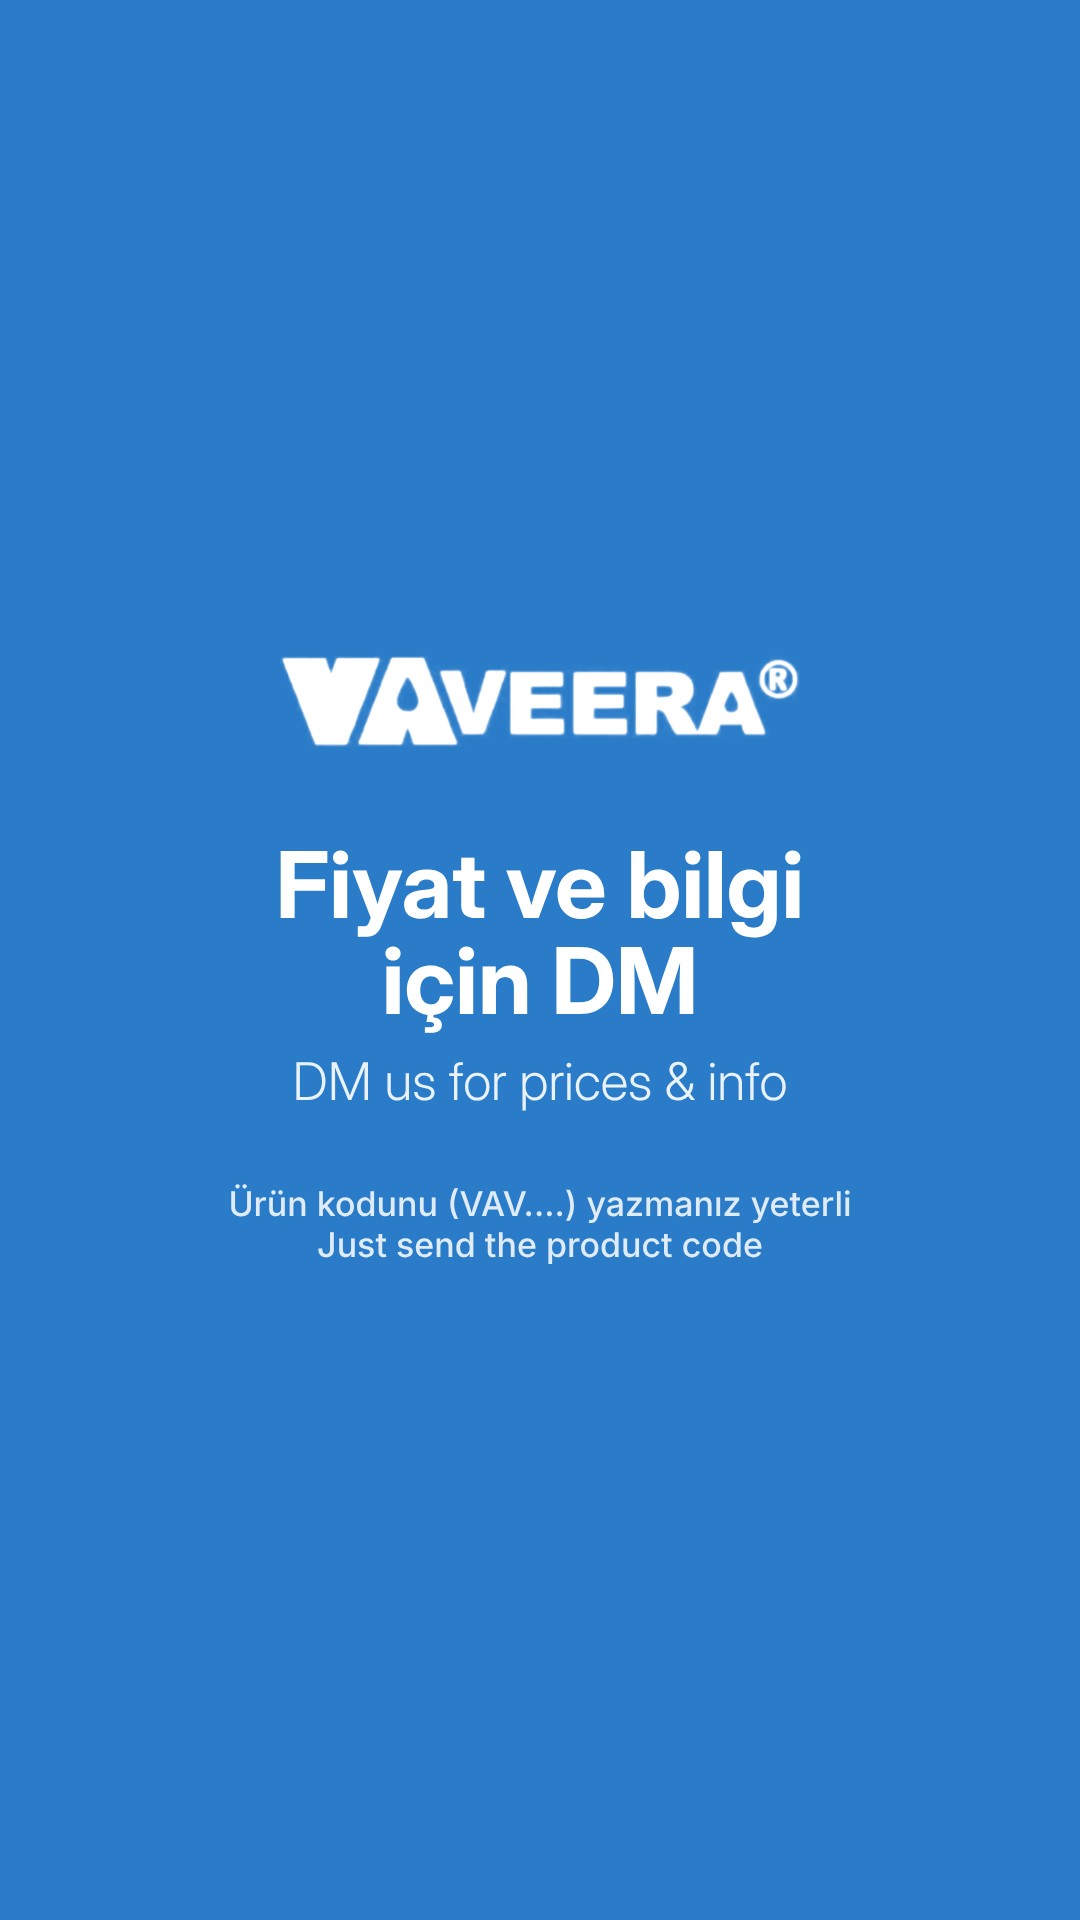 VAVEERA®
Fiyat ve bilgi
için DM
DM us for prices & info
Ürün kodunu (VAV....) yazmanız yeterli
Just send the product code